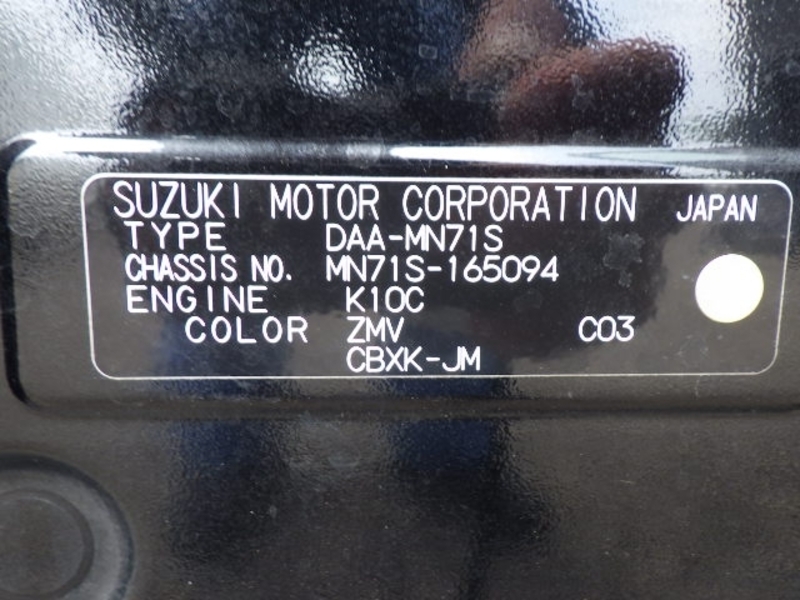 SUZUKI MOTOR CORPORATION JAPAN
TYPE DAA-MN71S
CHASSIS NO. MN71S-165094
ENGINE K10C
COLOR ZMV C03
CBXK-JM